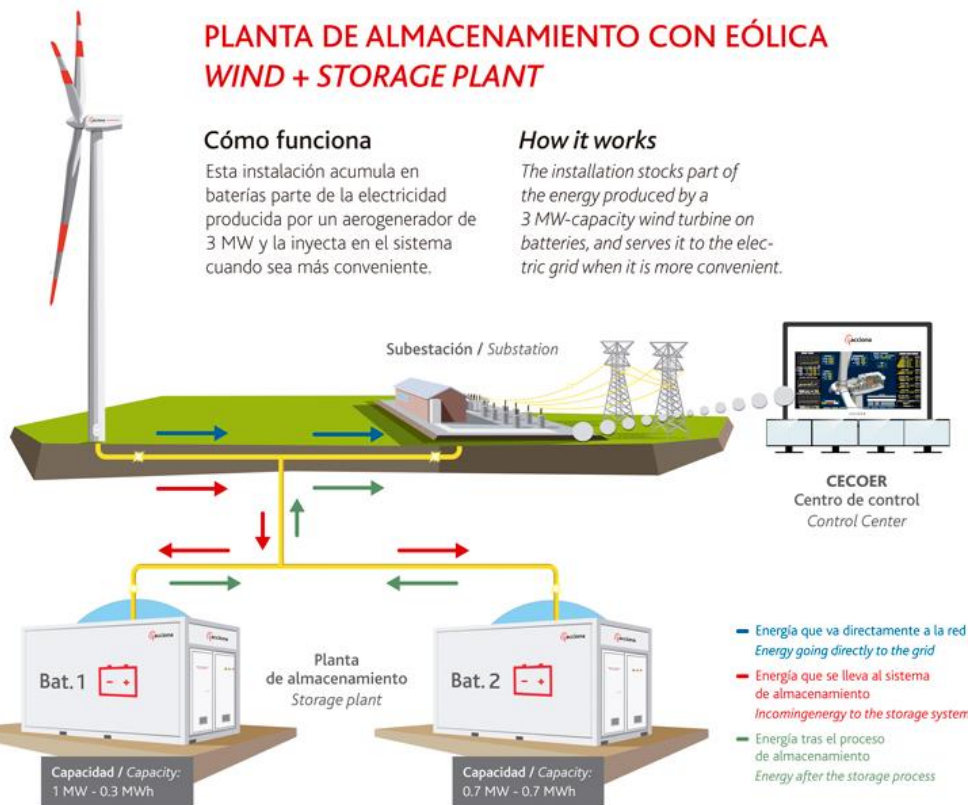 PLANTA DE ALMACENAMIENTO CON EÓLICA
WIND + STORAGE PLANT
Cómo funciona
Esta instalación acumula en
baterías parte de la electricidad
producida por un aerogenerador de
3 MW y la inyecta en el sistema
cuando sea más conveniente.
How it works
The installation stocks part of
the energy produced by a
3 MW-capacity wind turbine on
batteries, and serves it to the elec-
tric grid when it is more convenient.
Subestación / Substation
acciona
CECOER
CECOER
Centro de control
Control Center
acciona
acciona
Bat. 1
Planta
de almacenamiento
Storage plant
acciona
acciona
Bat. 2
Capacidad / Capacity:
1 MW - 0.3 MWh
Capacidad / Capacity:
0.7 MW - 0.7 MWh
Energía que va directamente a la red
Energy going directly to the grid
Energía que se lleva al sistema
de almacenamiento
Incomingenergy to the storage system
Energía tras el proceso
de almacenamiento
Energy after the storage process